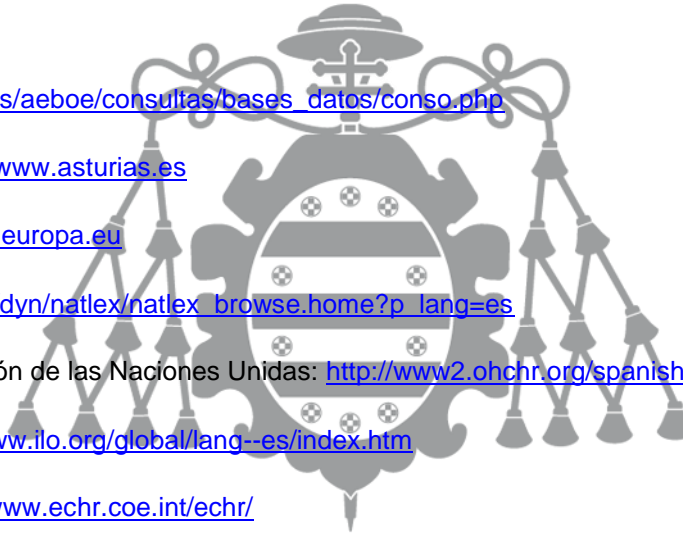 s/aeboe/consultas/bases_datos/conso.php
www.asturias.es
europa.eu
dyn/natlex/natlex_browse.home?p_lang=es
ón de las Naciones Unidas: http://www2.ohchr.org/spanish
ww.ilo.org/global/lang--es/index.htm
www.echr.coe.int/echr/